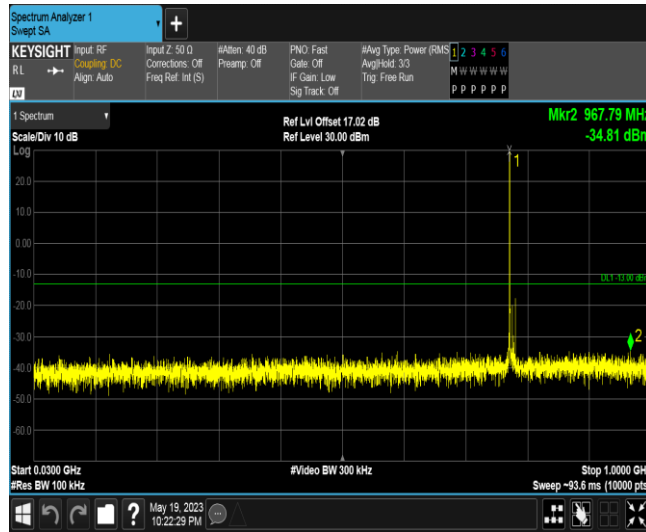 Spectrum Analyzer 1
Swept SA
+
KEYSIGHT
RL
LXI
Input: RF
Coupling: DC
Align: Auto
Input Z: 50 Ω
Corrections: Off
Freq Ref: Int (S)
#Atten: 40 dB
Preamp: Off
PNO: Fast
Gate: Off
IF Gain: Low
Sig Track: Off
#Avg Type: Power (RMS
Avg|Hold: 3/3
Trig: Free Run
1 2 3 4 5 6
M W W W W W
P P P P P P
1 Spectrum
Scale/Div 10 dB
Log
Ref Lvl Offset 17.02 dB
Ref Level 30.00 dBm
Mkr2 967.79 MHz
-34.81 dBm
1
20.0
10.0
0.00
-10.0
DL1 -13.00 dBm
-20.0
-30.0
2
-40.0
-50.0
-60.0
Start 0.0300 GHz
#Res BW 100 kHz
#Video BW 300 kHz
Stop 1.0000 GHz
Sweep ~93.6 ms (10000 pts
?
May 19, 2023
10:22:29 PM